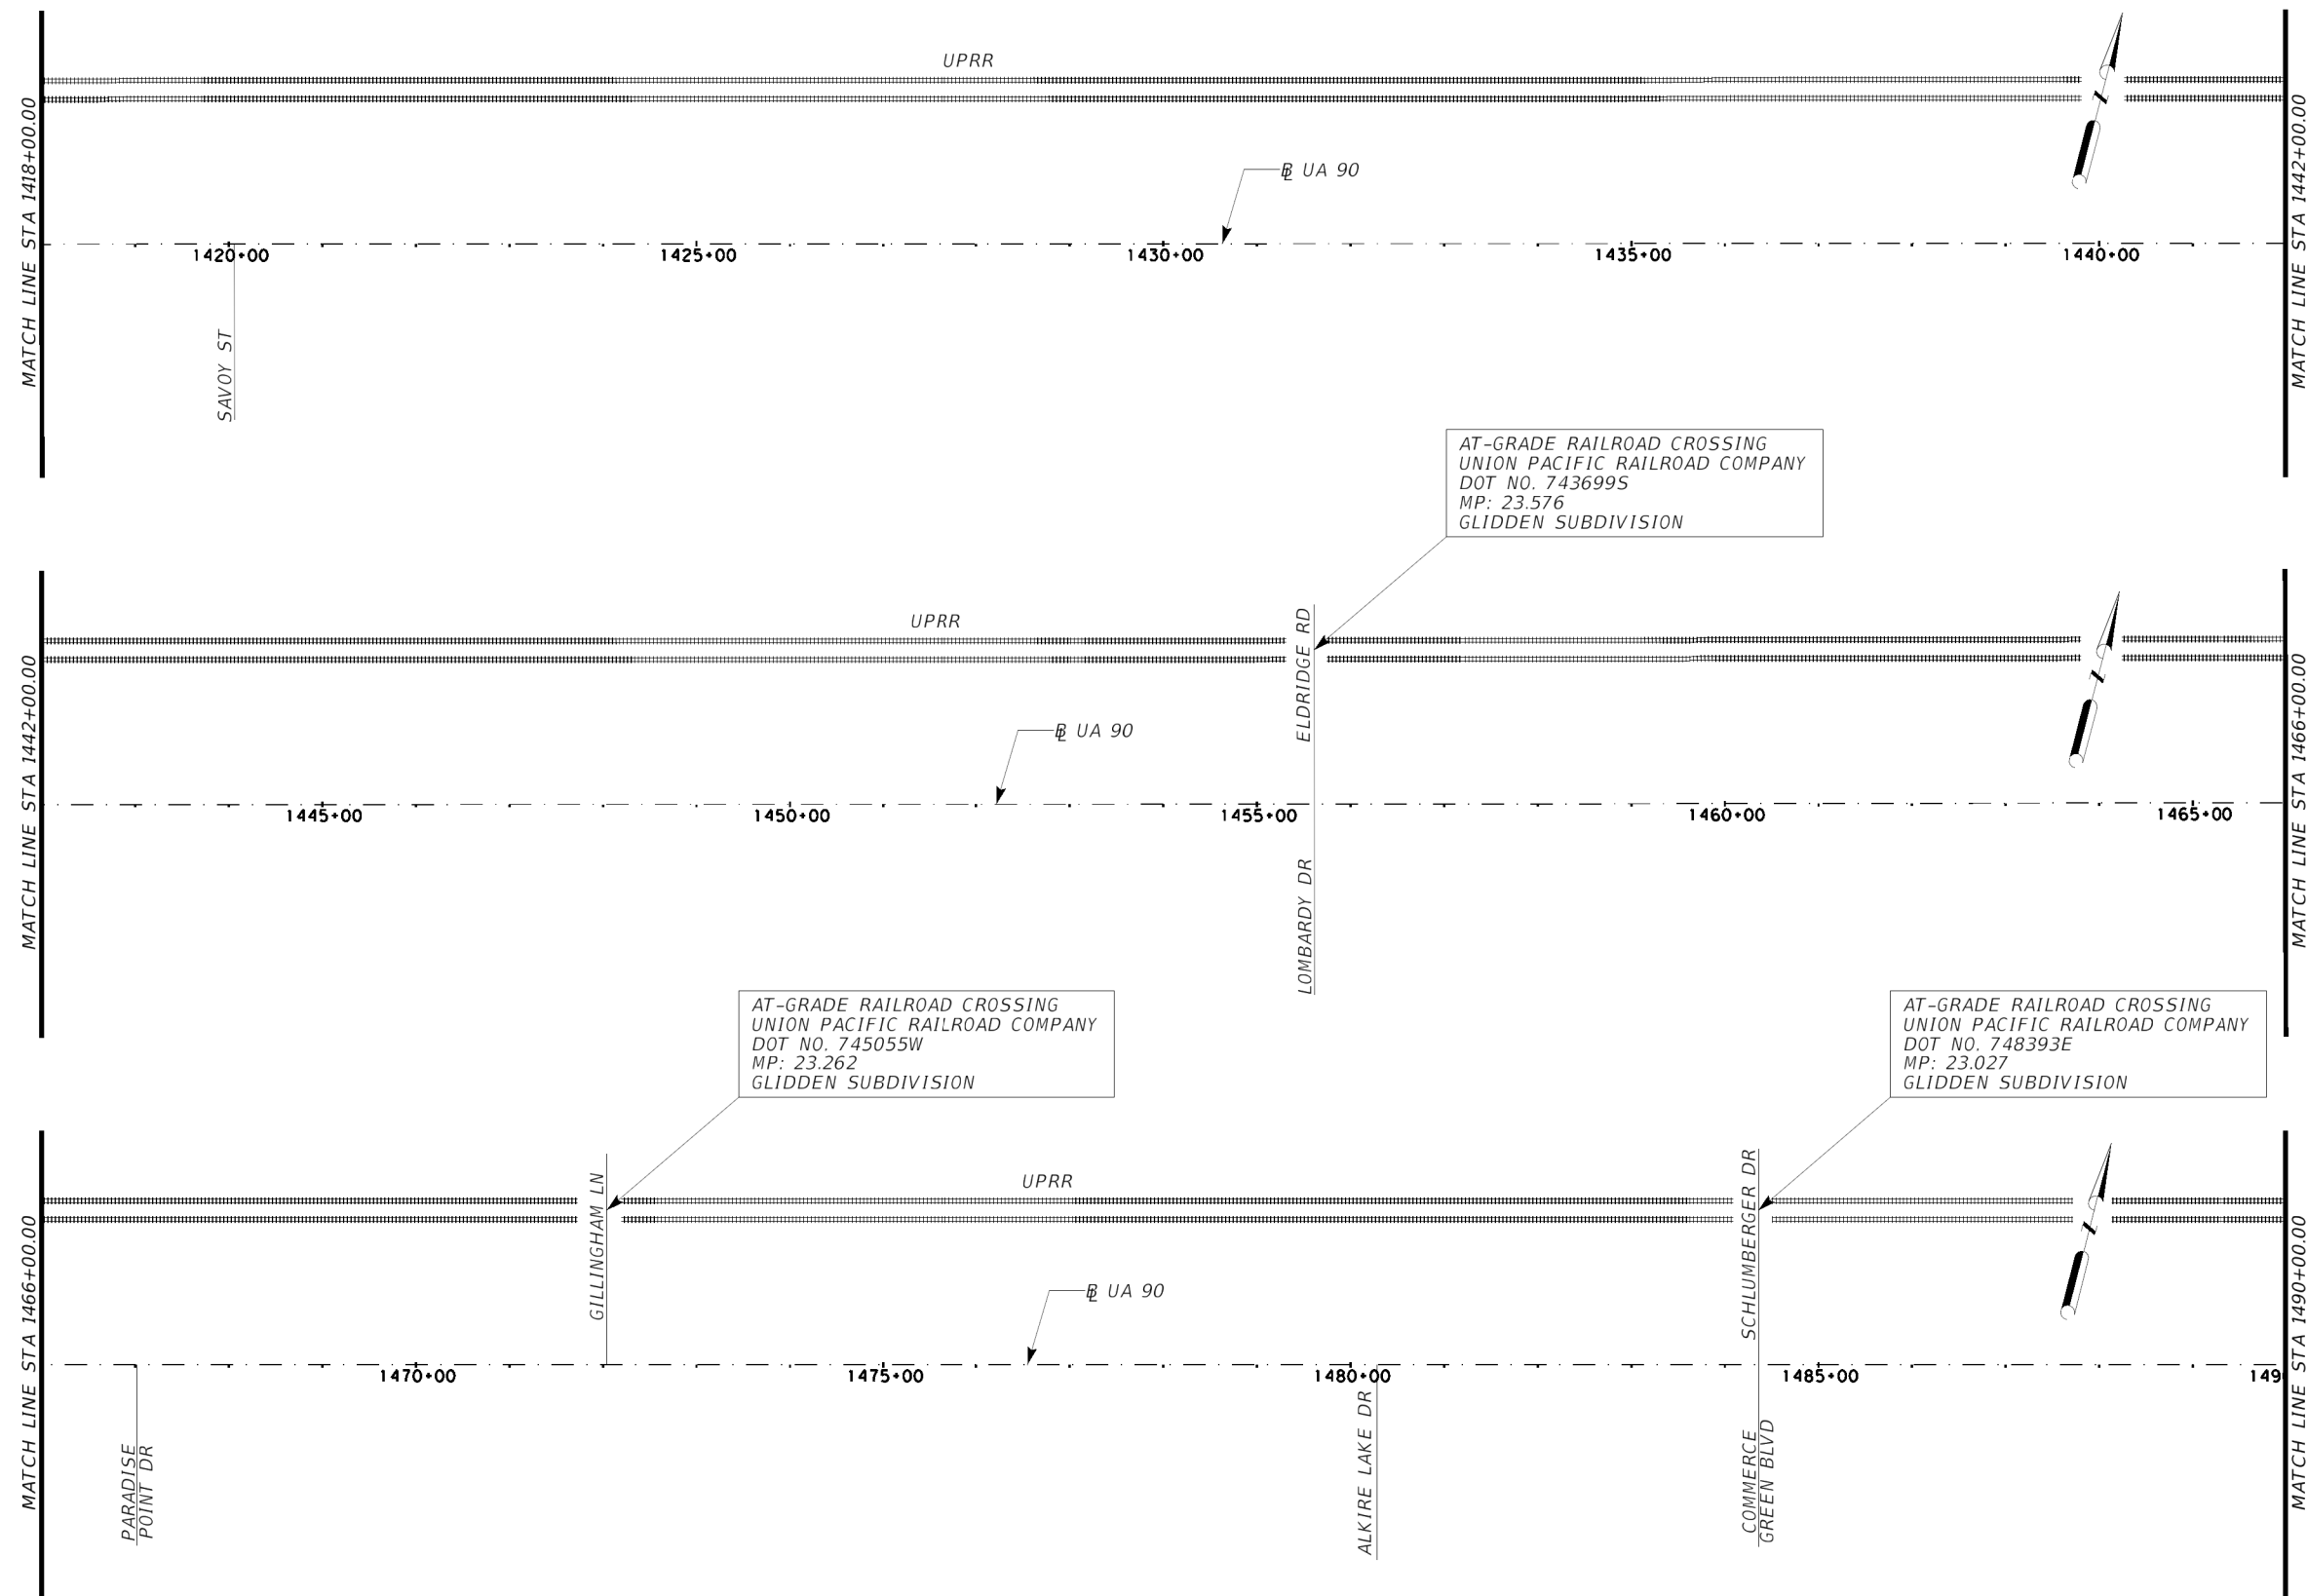 UPRR
MATCH LINE STA 1418+00.00
MATCH LINE STA 1442+00.00
BL UA 90
1420+00
1425+00
1430+00
1435+00
1440+00
SAVOY ST
AT-GRADE RAILROAD CROSSING
UNION PACIFIC RAILROAD COMPANY
DOT NO. 743699S
MP: 23.576
GLIDDEN SUBDIVISION
UPRR
ELDRIDGE RD
MATCH LINE STA 1442+00.00
MATCH LINE STA 1466+00.00
BL UA 90
1445+00
1450+00
1455+00
1460+00
1465+00
LOMBARDY DR
AT-GRADE RAILROAD CROSSING
UNION PACIFIC RAILROAD COMPANY
DOT NO. 745055W
MP: 23.262
GLIDDEN SUBDIVISION
AT-GRADE RAILROAD CROSSING
UNION PACIFIC RAILROAD COMPANY
DOT NO. 748393E
MP: 23.027
GLIDDEN SUBDIVISION
UPRR
GILLINGHAM LN
SCHLUMBERGER DR
MATCH LINE STA 1466+00.00
MATCH LINE STA 1490+00.00
BL UA 90
1470+00
1475+00
1480+00
1485+00
149
PARADISE
POINT DR
ALKIRE LAKE DR
COMMERCE
GREEN BLVD